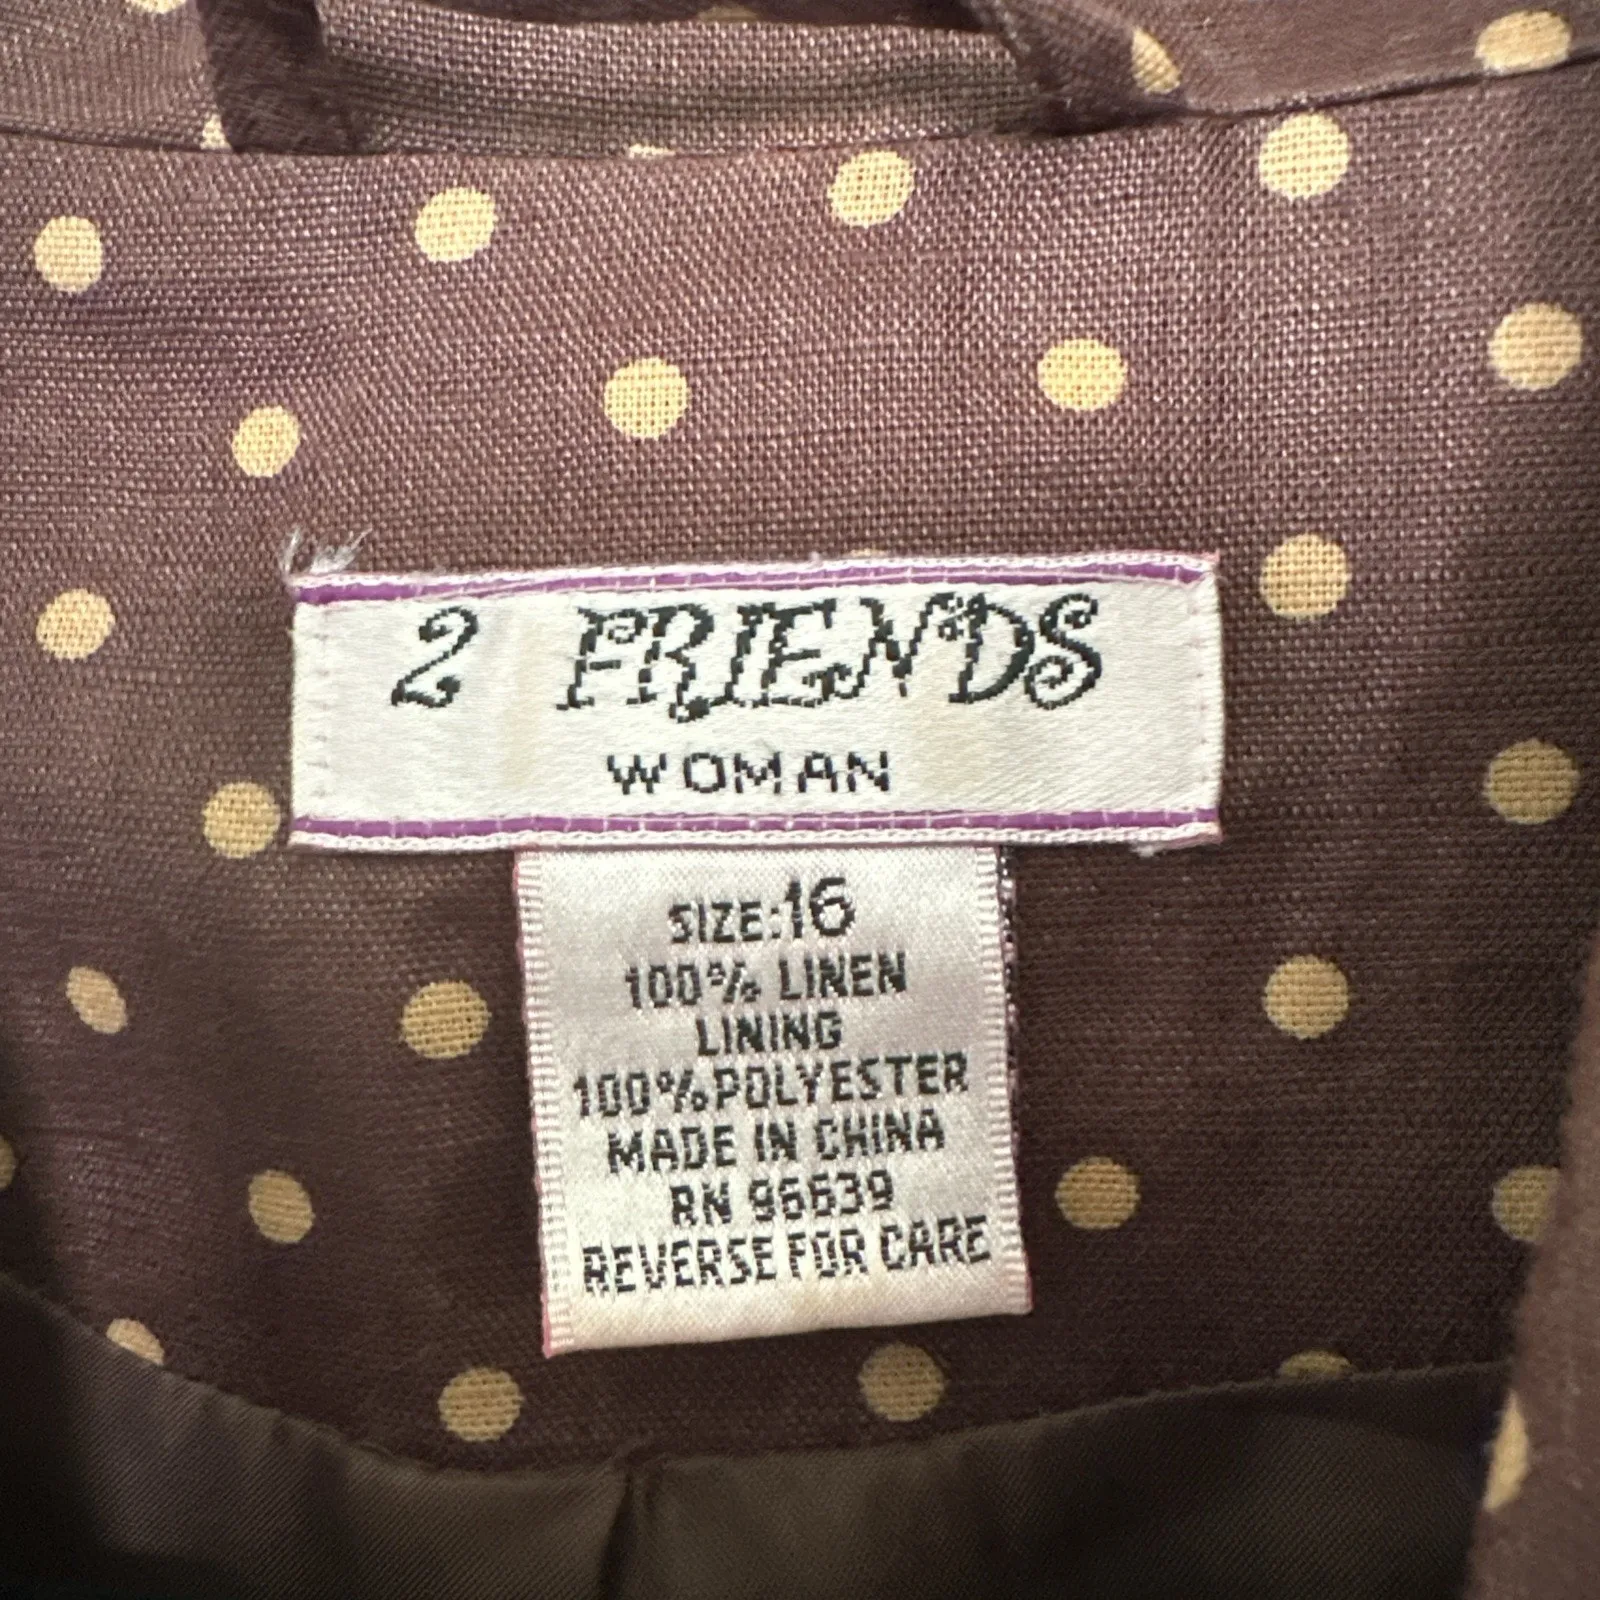 2 FRIENDS
WOMAN
SIZE:16
100% LINEN
LINING
100%POLYESTER
MADE IN CHINA
RN 96639
REVERSE FOR CARE